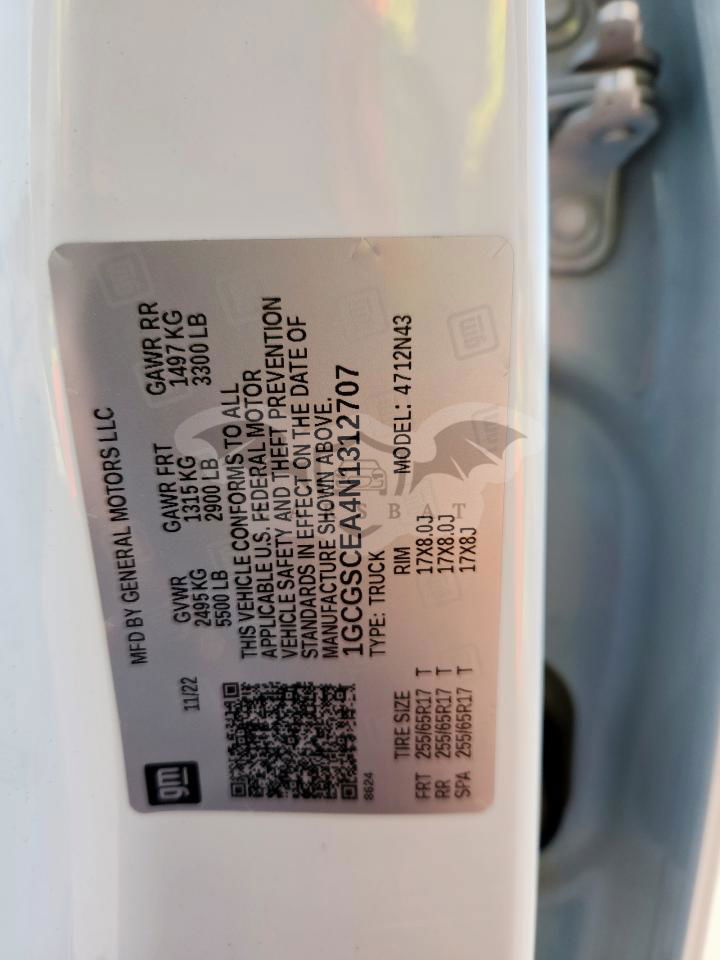 MFD BY GENERAL MOTORS LLC
gm
11/22
GVWR GAWR FRT GAWR RR
2495 KG 1315 KG 1497 KG
5500 LB 2900 LB 3300 LB
THIS VEHICLE CONFORMS TO ALL
APPLICABLE U.S. FEDERAL MOTOR
VEHICLE SAFETY AND THEFT PREVENTION
STANDARDS IN EFFECT ON THE DATE OF
MANUFACTURE SHOWN ABOVE.
1GCGSCEA4N1312707
8624
TYPE: TRUCK MODEL: 4712N43
TIRE SIZE RIM
FRT 255/65R17 T 17X8.0J
RR 255/65R17 T 17X8.0J
SPA 255/65R17 T 17X8J
gm
SBAT